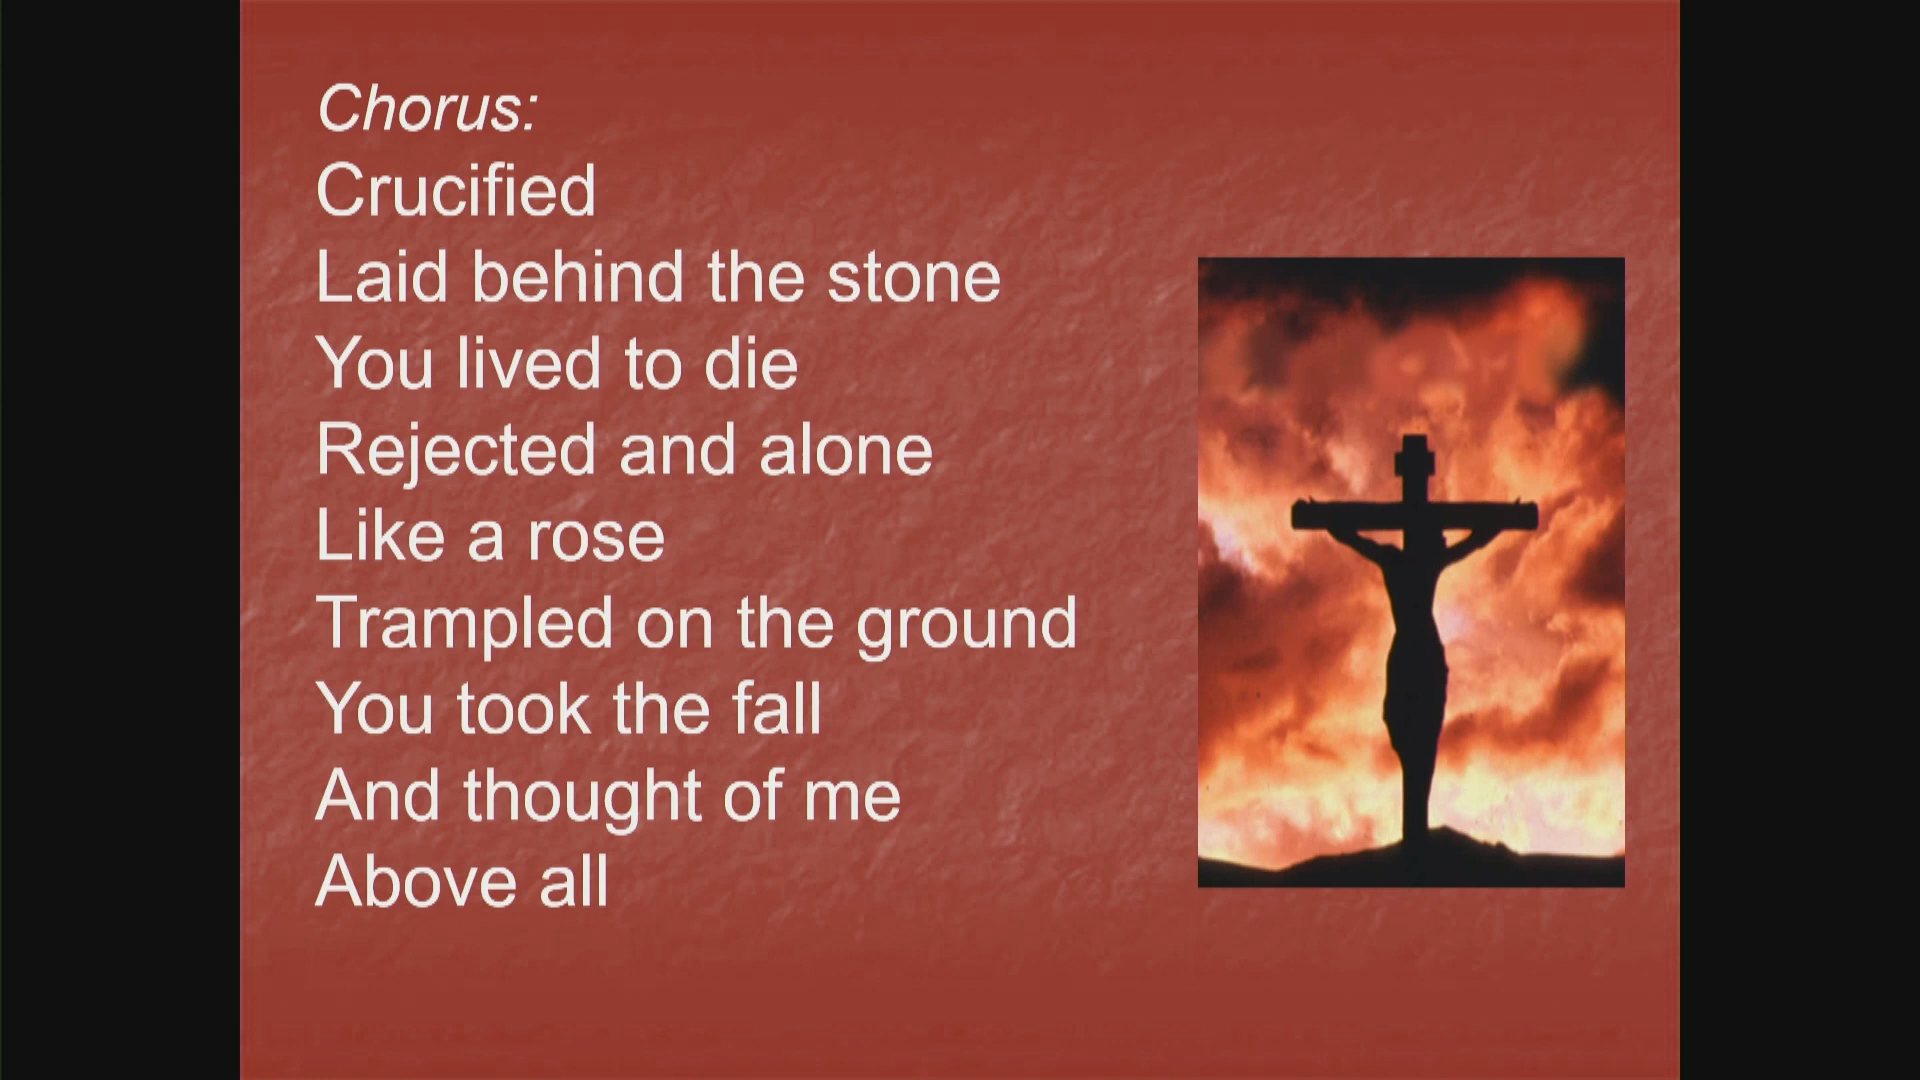 Chorus:
Crucified
Laid behind the stone
You lived to die
Rejected and alone
Like a rose
Trampled on the ground
You took the fall
And thought of me
Above all